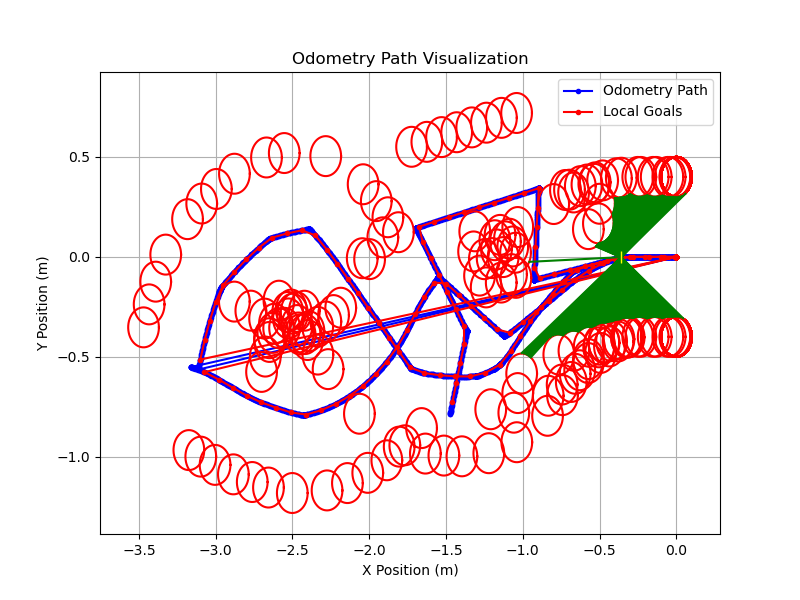 Odometry Path Visualization
Odometry Path
Local Goals
Y Position (m)
0.5
0.0
−0.5
−1.0
−3.5 −3.0 −2.5 −2.0 −1.5 −1.0 −0.5 0.0
X Position (m)